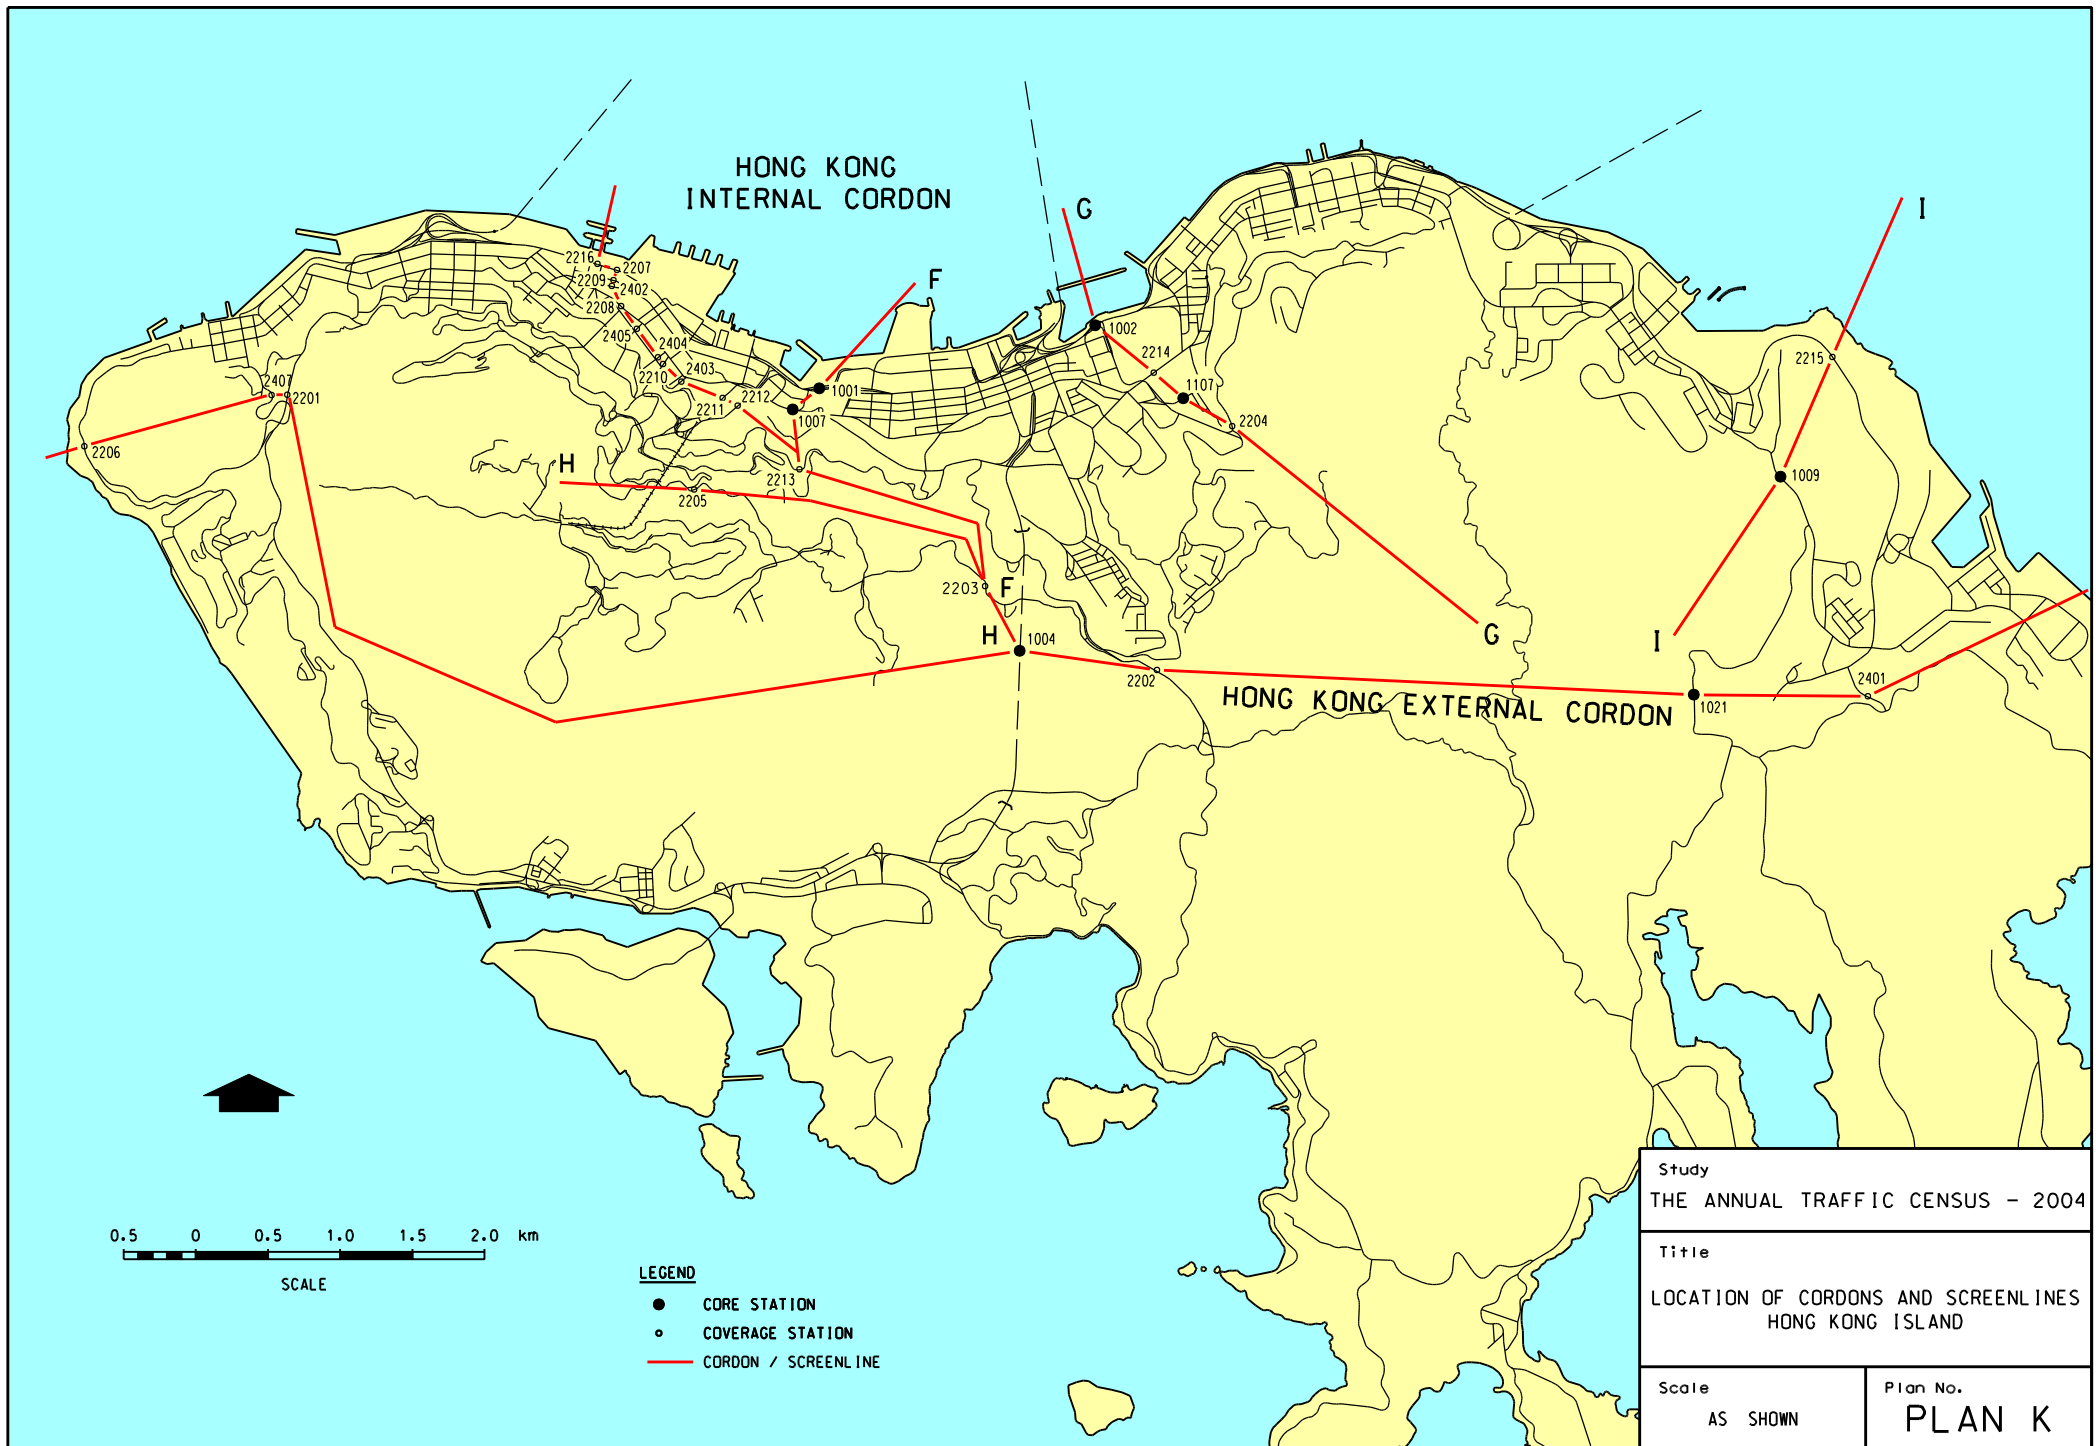 HONG KONG
INTERNAL CORDON
G
I
F
2216
2207
2209
2402
2208
2405
2404
2403
2210
2211
2212
1001
1007
1002
2214
1107
2204
2215
2407
2201
2206
H
2205
2213
1009
2203
F
H
1004
2202
G
I
HONG KONG EXTERNAL CORDON
1021
2401
0.5 0 0.5 1.0 1.5 2.0 km
SCALE
LEGEND
CORE STATION
COVERAGE STATION
CORDON / SCREENLINE
Study
THE ANNUAL TRAFFIC CENSUS - 2004
Title
LOCATION OF CORDONS AND SCREENLINES
HONG KONG ISLAND
Scale
AS SHOWN
Plan No.
PLAN K